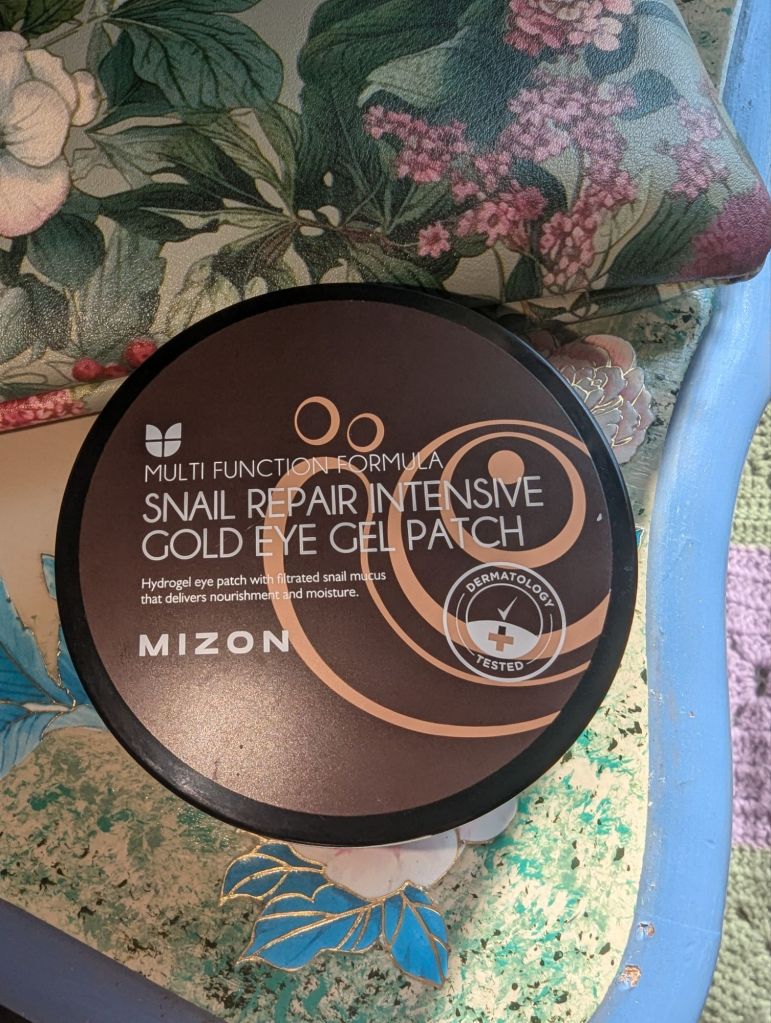 MULTI FUNCTION FORMULA
SNAIL REPAIR INTENSIVE
GOLD EYE GEL PATCH
Hydrogel eye patch with filtrated snail mucus
that delivers nourishment and moisture.
MIZON
DERMATOLOGY
TESTED